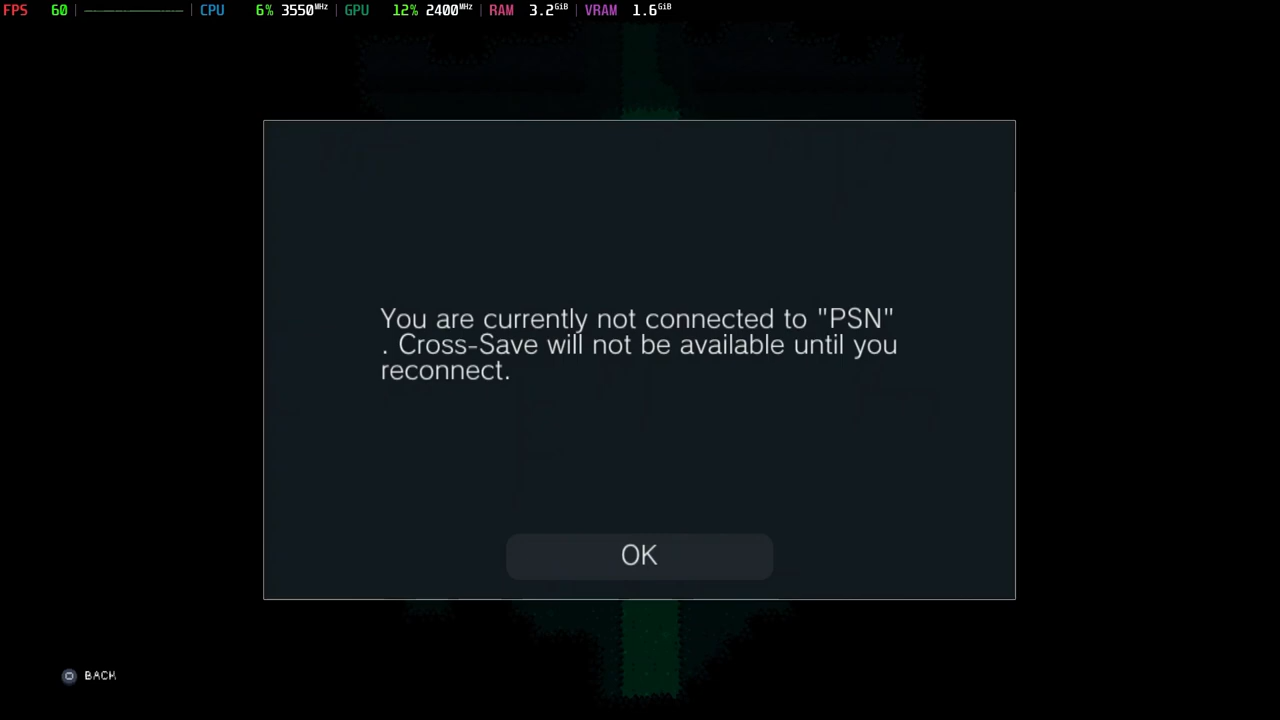 FPS 60 | CPU 6% 3550MHz | GPU 12% 2400MHz | RAM 3.2GiB | VRAM 1.6GiB
You are currently not connected to "PSN"
. Cross-Save will not be available until you
reconnect.
OK
BACK